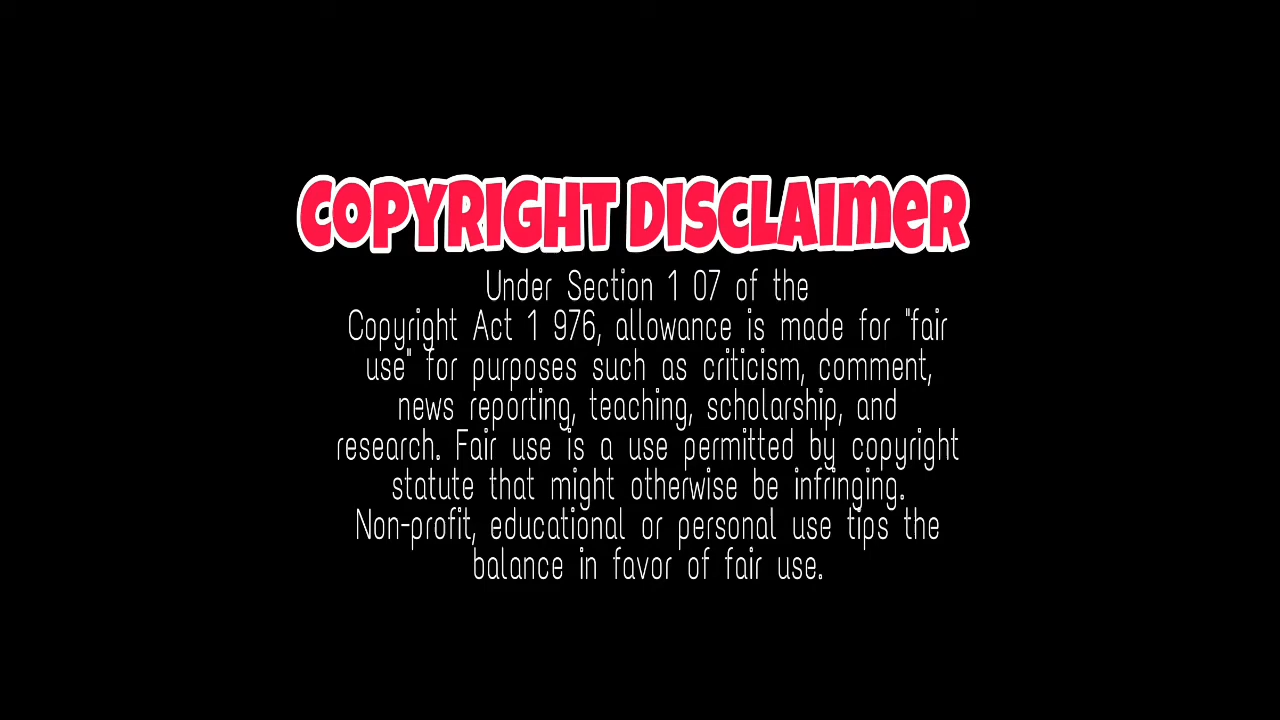 COPYRIGHT DISCLAIMER
Under Section 1 07 of the
Copyright Act 1 976, allowance is made for "fair
use" for purposes such as criticism, comment,
news reporting, teaching, scholarship, and
research. Fair use is a use permitted by copyright
statute that might otherwise be infringing.
Non-profit, educational or personal use tips the
balance in favor of fair use.